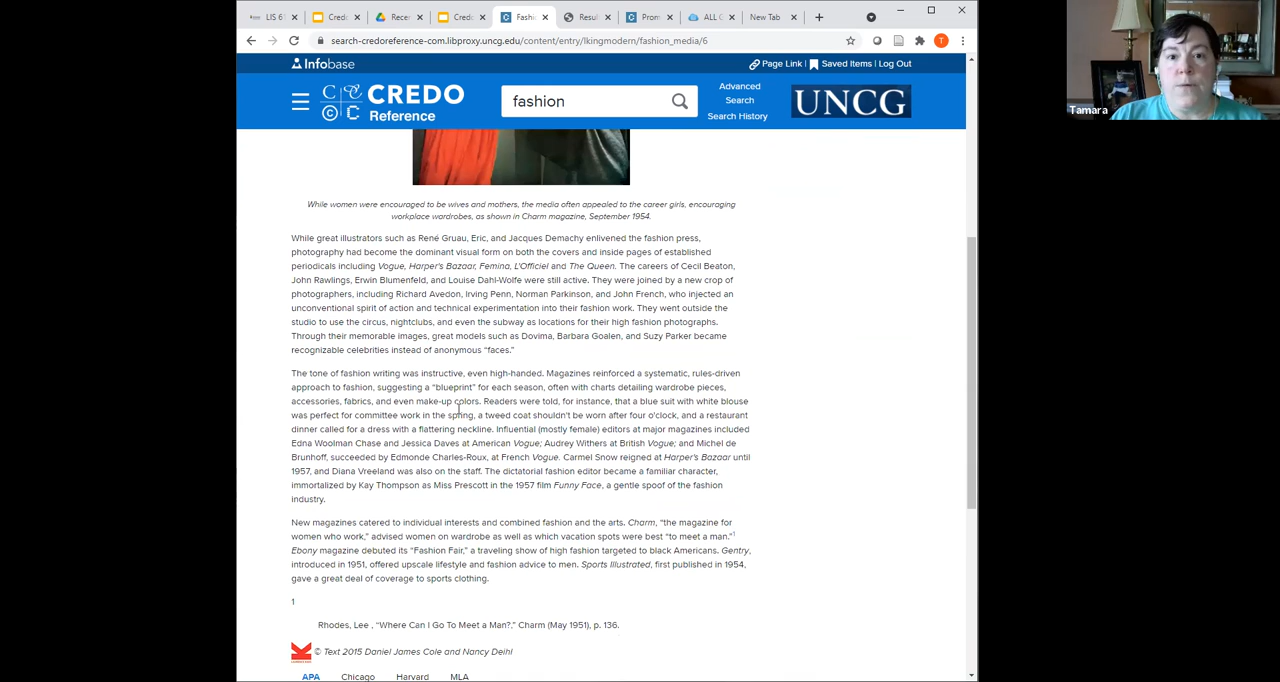 LIS 6
Credo
Recen
Credo
Fashi
Resul
Prom
ALL C
New Tab
search-credoreference-com.libproxy.uncg.edu/content/entry/lkingmodern/fashion_media/6
T
Infobase
Page Link | Saved Items | Log Out
CREDO
Reference
fashion
Advanced
Search
Search History
UNCG
Tamara
While women were encouraged to be wives and mothers, the media often appealed to the career girls, encouraging
workplace wardrobes, as shown in Charm magazine, September 1954.
While great illustrators such as René Gruau, Eric, and Jacques Demachy enlivened the fashion press,
photography had become the dominant visual form on both the covers and inside pages of established
periodicals including Vogue, Harper's Bazaar, Femina, L'Officiel and The Queen. The careers of Cecil Beaton,
John Rawlings, Erwin Blumenfeld, and Louise Dahl-Wolfe were still active. They were joined by a new crop of
photographers, including Richard Avedon, Irving Penn, Norman Parkinson, and John French, who injected an
unconventional spirit of action and technical experimentation into their fashion work. They went outside the
studio to use the circus, nightclubs, and even the subway as locations for their high fashion photographs.
Through their memorable images, great models such as Dovima, Barbara Goalen, and Suzy Parker became
recognizable celebrities instead of anonymous “faces.”
The tone of fashion writing was instructive, even high-handed. Magazines reinforced a systematic, rules-driven
approach to fashion, suggesting a “blueprint” for each season, often with charts detailing wardrobe pieces,
accessories, fabrics, and even make-up colors. Readers were told, for instance, that a blue suit with white blouse
was perfect for committee work in the spring, a tweed coat shouldn't be worn after four o'clock, and a restaurant
dinner called for a dress with a flattering neckline. Influential (mostly female) editors at major magazines included
Edna Woolman Chase and Jessica Daves at American Vogue; Audrey Withers at British Vogue; and Michel de
Brunhoff, succeeded by Edmonde Charles-Roux, at French Vogue. Carmel Snow reigned at Harper's Bazaar until
1957, and Diana Vreeland was also on the staff. The dictatorial fashion editor became a familiar character,
immortalized by Kay Thompson as Miss Prescott in the 1957 film Funny Face, a gentle spoof of the fashion
industry.
New magazines catered to individual interests and combined fashion and the arts. Charm, “the magazine for
women who work,” advised women on wardrobe as well as which vacation spots were best “to meet a man.”1
Ebony magazine debuted its “Fashion Fair,” a traveling show of high fashion targeted to black Americans. Gentry,
introduced in 1951, offered upscale lifestyle and fashion advice to men. Sports Illustrated, first published in 1954,
gave a great deal of coverage to sports clothing.
1
Rhodes, Lee , “Where Can I Go To Meet a Man?,” Charm (May 1951), p. 136.
© Text 2015 Daniel James Cole and Nancy Deihl
APA Chicago Harvard MLA